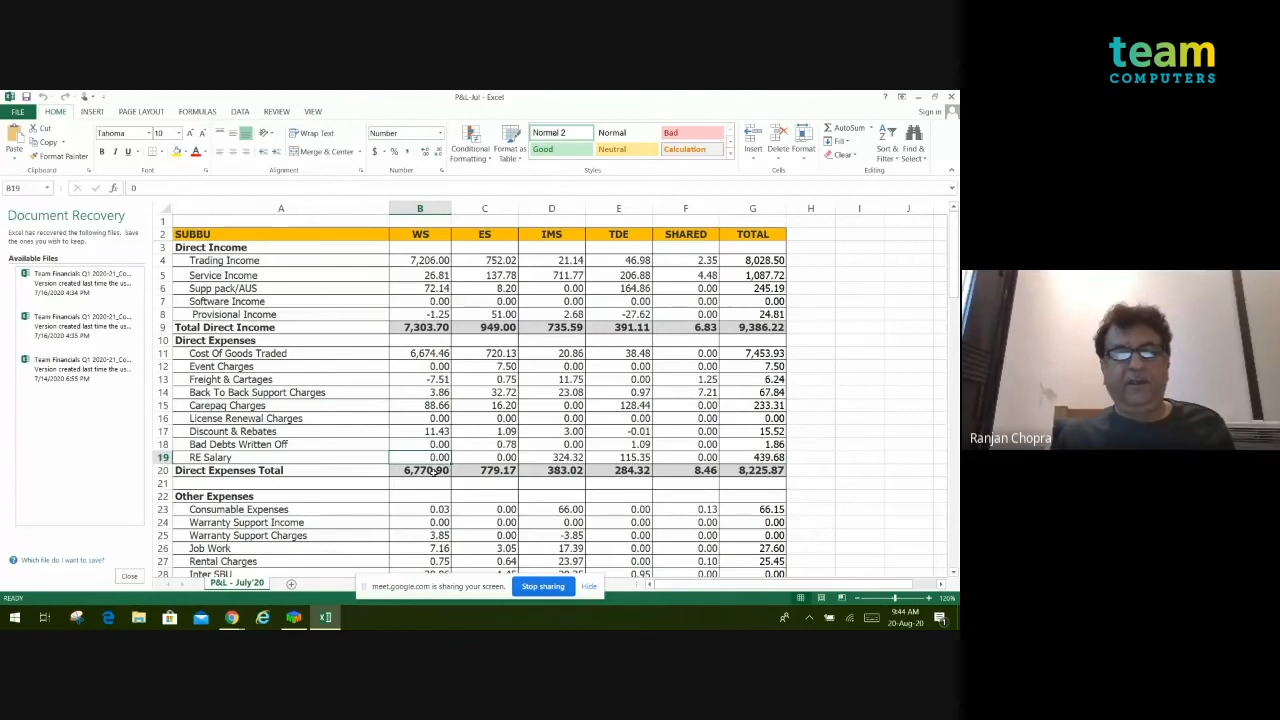 team
COMPUTERS
P&L-Jul - Excel
Sign in
FILE HOME INSERT PAGE LAYOUT FORMULAS DATA REVIEW VIEW
Paste
Cut
Copy
Format Painter
Clipboard
Tahoma 10
B I U
Font
Wrap Text
Merge & Center
Alignment
Number
$ % ,
Number
Conditional Formatting
Format as Table
Normal 2 Normal Bad
Good Neutral Calculation
Styles
Insert Delete Format
Cells
AutoSum
Fill
Clear
Sort & Filter
Find & Select
Editing
B19 fx 0
Document Recovery
Excel has recovered the following files. Save the ones you wish to keep.
Available Files
Team Financials Q1 2020-21_Co...
Version created last time the us...
7/16/2020 4:34 PM
Team Financials Q1 2020-21_Co...
Version created last time the us...
7/16/2020 4:33 PM
Team Financials Q1 2020-21_Co...
Version created last time the us...
7/14/2020 6:55 PM
Which file do I want to save?
Close
A B C D E F G H I J
1
2 SUBBU WS ES IMS TDE SHARED TOTAL
3 Direct Income
4 Trading Income 7,206.00 752.02 21.14 46.98 2.35 8,028.50
5 Service Income 26.81 137.78 711.77 206.88 4.48 1,087.72
6 Supp pack/AUS 72.14 8.20 0.00 164.86 0.00 245.19
7 Software Income 0.00 0.00 0.00 0.00 0.00 0.00
8 Provisional Income -1.25 51.00 2.68 -27.62 0.00 24.81
9 Total Direct Income 7,303.70 949.00 735.59 391.11 6.83 9,386.22
10 Direct Expenses
11 Cost Of Goods Traded 6,674.46 720.13 20.86 38.48 0.00 7,453.93
12 Event Charges 0.00 7.50 0.00 0.00 0.00 7.50
13 Freight & Cartages -7.51 0.75 11.75 0.00 1.25 6.24
14 Back To Back Support Charges 3.86 32.72 23.08 0.97 7.21 67.84
15 Carepaq Charges 88.66 16.20 0.00 128.44 0.00 233.31
16 License Renewal Charges 0.00 0.00 0.00 0.00 0.00 0.00
17 Discount & Rebates 11.43 1.09 3.00 -0.01 0.00 15.52
18 Bad Debts Written Off 0.00 0.78 0.00 1.09 0.00 1.86
19 RE Salary 0.00 0.00 324.32 115.35 0.00 439.68
20 Direct Expenses Total 6,770.90 779.17 383.02 284.32 8.46 8,225.87
21
22 Other Expenses
23 Consumable Expenses 0.03 0.00 66.00 0.00 0.13 66.15
24 Warranty Support Income 0.00 0.00 0.00 0.00 0.00 0.00
25 Warranty Support Charges 3.85 0.00 -3.85 0.00 0.00 0.00
26 Job Work 7.16 3.05 17.39 0.00 0.00 27.60
27 Rental Charges 0.75 0.64 23.97 0.00 0.10 25.45
28 Inter SBU 0.95 0.00 0.00
P&L - July'20
meet.google.com is sharing your screen. Stop sharing Hide
READY 120%
9:44 AM
20-Aug-20
Ranjan Chopra